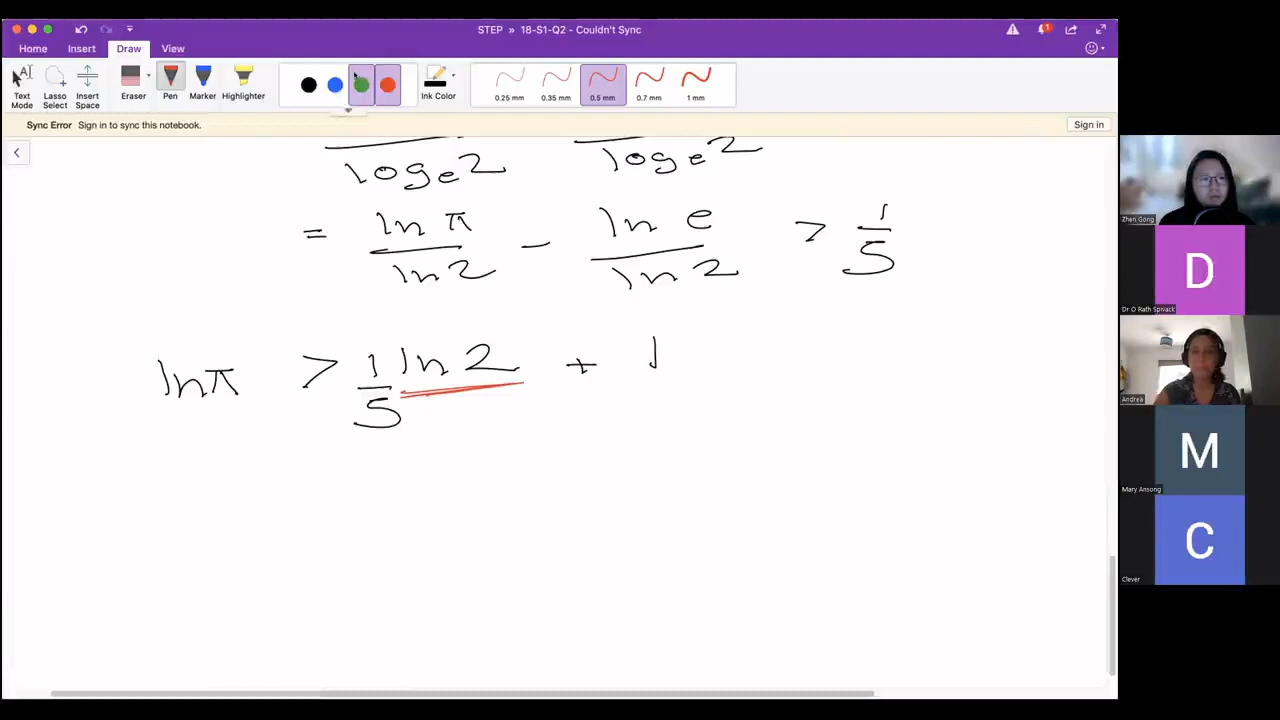 STEP » 18-S1-Q2 - Couldn't Sync
1
Home Insert Draw View
Text Mode
Lasso Select
Insert Space
Eraser
Pen
Marker
Highlighter
Ink Color
0.25 mm
0.35 mm
0.5 mm
0.7 mm
1 mm
Sync Error Sign in to sync this notebook.
Sign in
log_e 2 log_e 2
= ln π / ln 2 - ln e / ln 2 > 1/5
ln π > 1/5 ln 2 + 1
Zhen Gong
D
Dr O Rath Spivack
Andrea
M
Mary Ansong
C
Clever